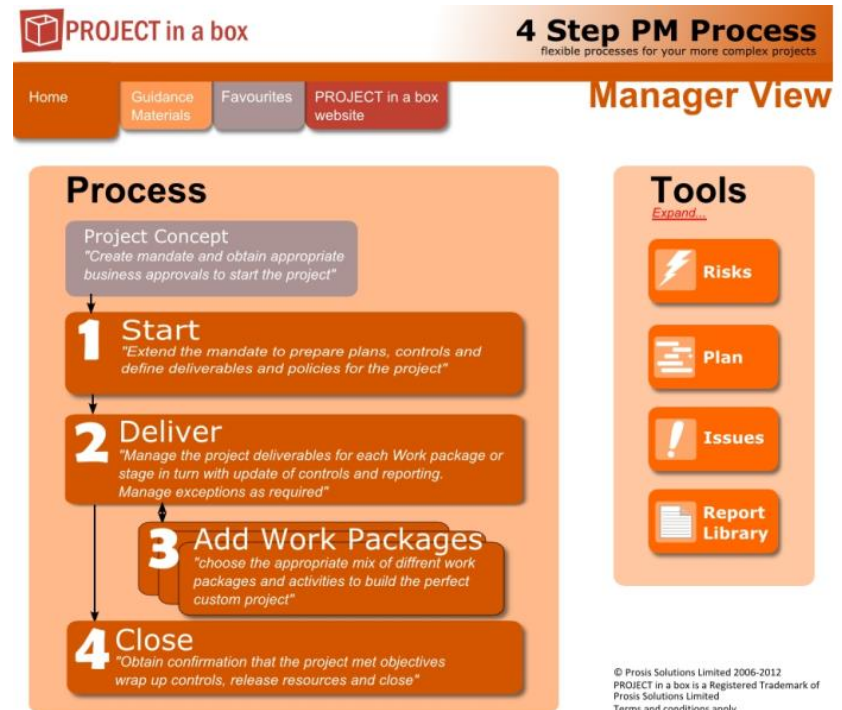 PROJECT in a box
4 Step PM Process
flexible processes for your more complex projects
Home
Guidance
Materials
Favourites
PROJECT in a box
website
Manager View
Process
Project Concept
"Create mandate and obtain appropriate
business approvals to start the project"
1 Start
"Extend the mandate to prepare plans, controls and
define deliverables and policies for the project"
2 Deliver
"Manage the project deliverables for each Work package or
stage in turn with update of controls and reporting.
Manage exceptions as required"
3 Add Work Packages
"choose the appropriate mix of diffrent work
packages and activities to build the perfect
custom project"
4 Close
"Obtain confirmation that the project met objectives
wrap up controls, release resources and close"
Tools
Expand...
Risks
Plan
Issues
Report
Library
© Prosis Solutions Limited 2006-2012
PROJECT in a box is a Registered Trademark of
Prosis Solutions Limited
Terms and conditions apply